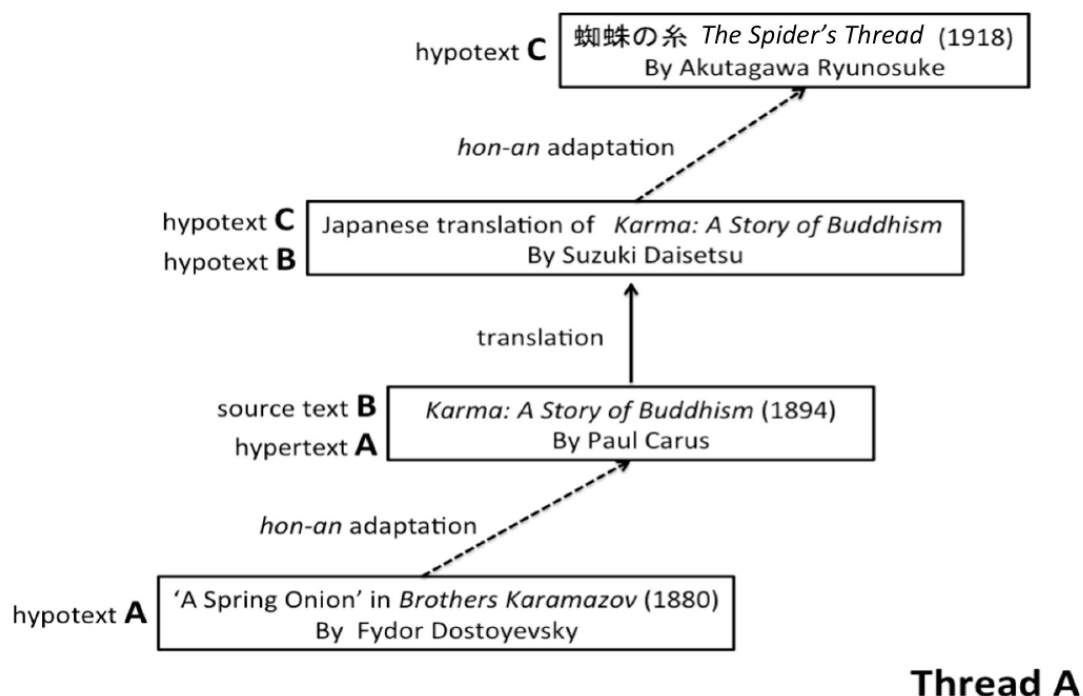 蜘蛛の糸 The Spider's Thread (1918)
hypotext C
By Akutagawa Ryunosuke
hon-an adaptation
hypotext C
Japanese translation of Karma: A Story of Buddhism
By Suzuki Daisetsu
hypotext B
translation
source text B
Karma: A Story of Buddhism (1894)
hypertext A
By Paul Carus
hon-an adaptation
hypotext A
‘A Spring Onion’ in Brothers Karamazov (1880)
By Fydor Dostoyevsky
Thread A